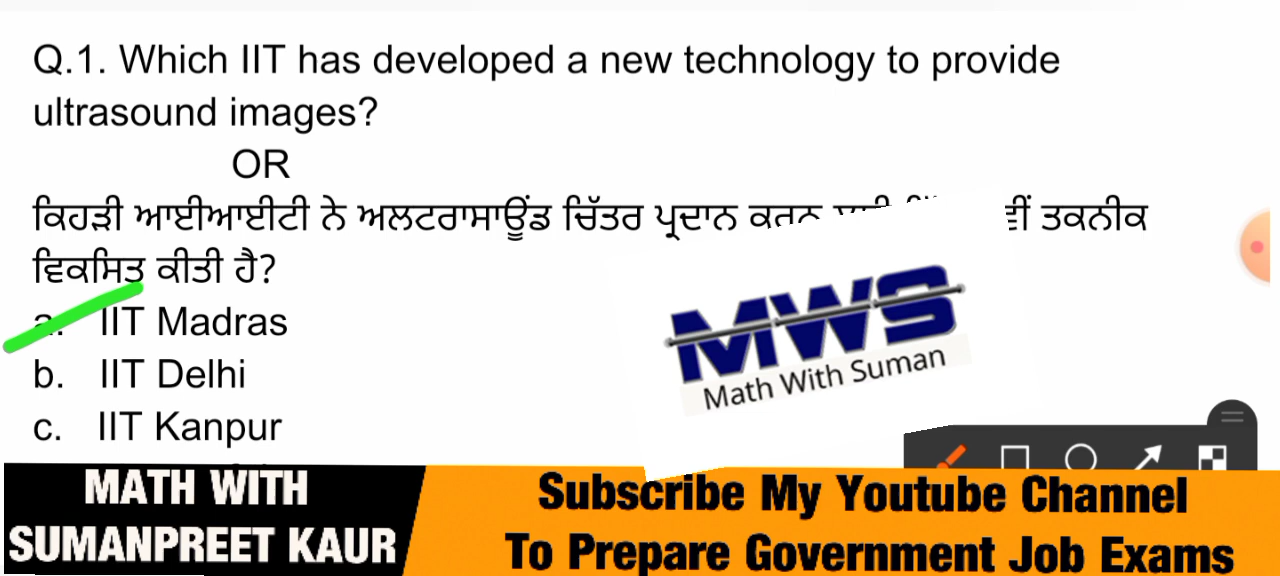 Q.1. Which IIT has developed a new technology to provide
ultrasound images?
OR
ਕਿਹੜੀ ਆਈਆਈਟੀ ਨੇ ਅਲਟਰਾਸਾਊਂਡ ਚਿੱਤਰ ਪ੍ਰਦਾਨ ਤਕਨੀਕ
ਵਿਕਸਿਤ ਕੀਤੀ ਹੈ?
a. IIT Madras
b. IIT Delhi
c. IIT Kanpur
MWS
Math With Suman
MATH WITH
SUMANPREET KAUR
Subscribe My Youtube Channel
To Prepare Government Job Exams